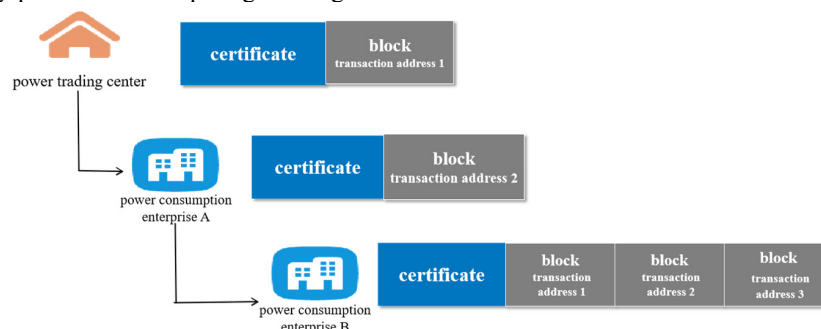 power trading center
certificate
block
transaction address 1
power consumption
enterprise A
certificate
block
transaction address 2
power consumption
enterprise B
certificate
block
transaction
address 1
block
transaction
address 2
block
transaction
address 3